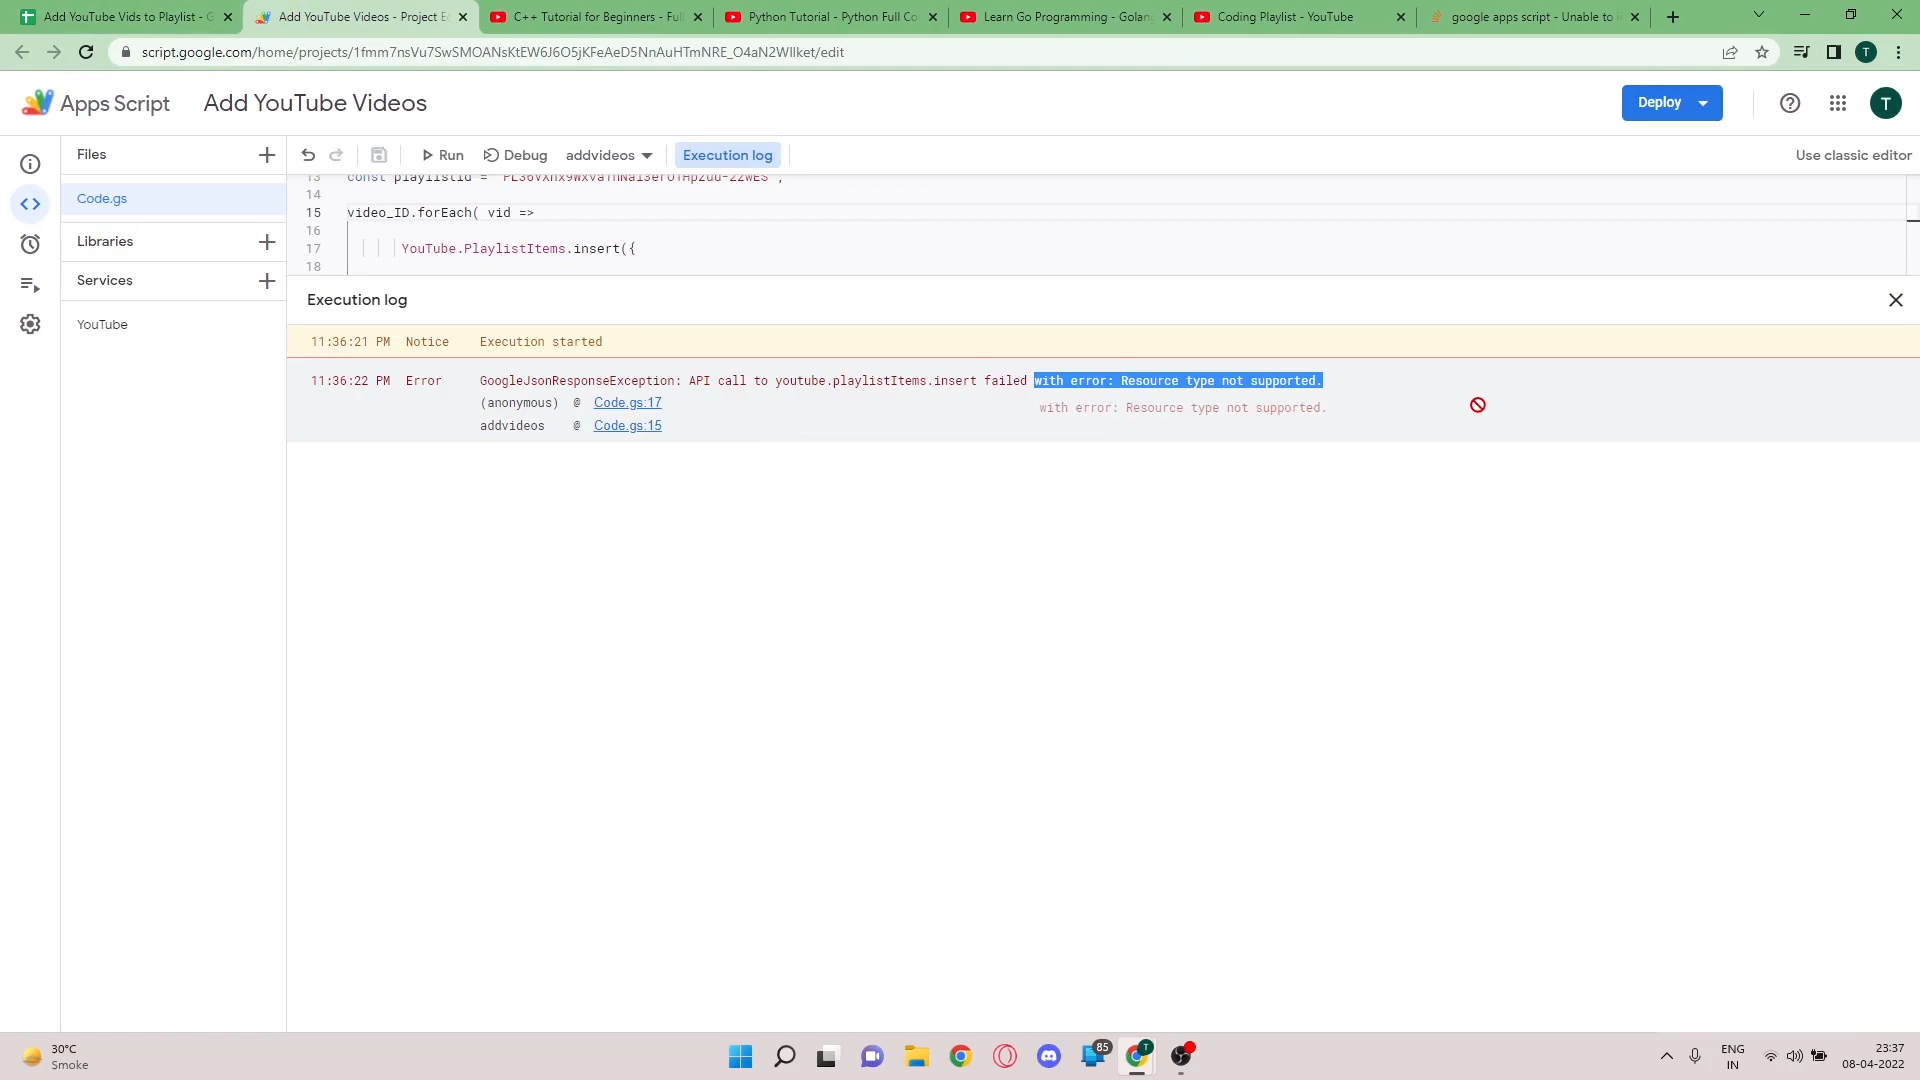 Add YouTube Vids to Playlist - G
Add YouTube Videos - Project Ed
C++ Tutorial for Beginners - Full
Python Tutorial - Python Full Co
Learn Go Programming - Golang
Coding Playlist - YouTube
google apps script - Unable to i
script.google.com/home/projects/1fmm7nsVu7SwSMOANsKtEW6J6O5jKFeAeD5NnAuHTmNRE_O4aN2WIlket/edit
T
Apps Script
Add YouTube Videos
Deploy
T
Files
Run
Debug
addvideos
Execution log
Use classic editor
Code.gs
Libraries
Services
YouTube
13 const playlistId =
14
15 video_ID.forEach( vid =>
16
17 YouTube.PlaylistItems.insert({
18
Execution log
11:36:21 PM Notice Execution started
11:36:22 PM Error GoogleJsonResponseException: API call to youtube.playlistItems.insert failed with error: Resource type not supported.
(anonymous) @ Code.gs:17
with error: Resource type not supported.
addvideos @ Code.gs:15
30°C
Smoke
85
T
ENG
IN
23:37
08-04-2022